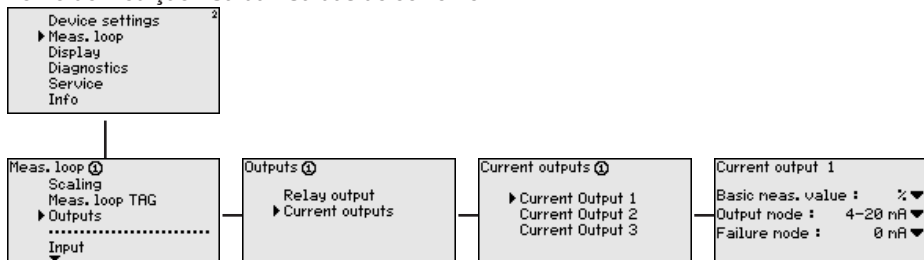 Device settings
2
Meas. loop
Display
Diagnostics
Service
Info
Meas. loop ①
Scaling
Meas. loop TAG
Outputs
Input
Outputs ①
Relay output
Current outputs
Current outputs ①
Current Output 1
Current Output 2
Current Output 3
Current output 1
Basic meas. value : %
Output mode : 4-20 mA
Failure mode : 0 mA